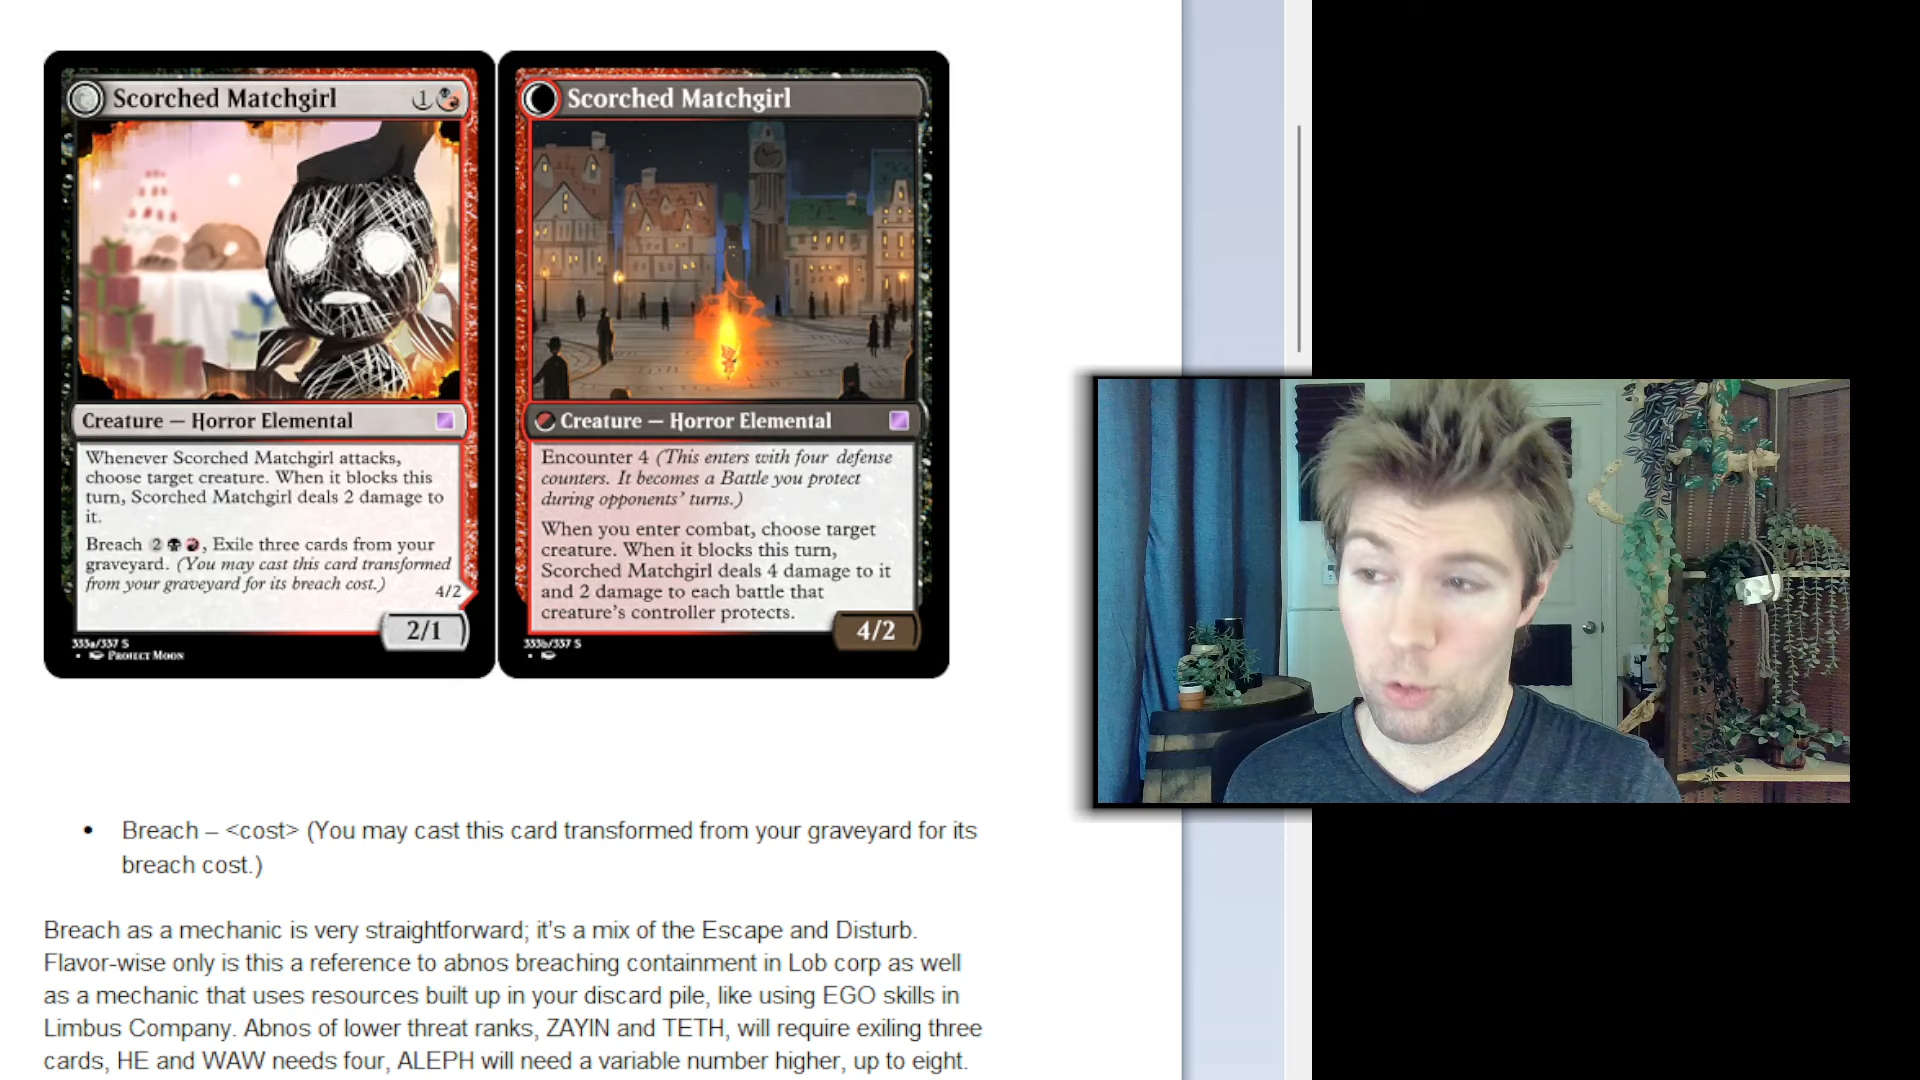 Scorched Matchgirl 1
Creature — Horror Elemental
Whenever Scorched Matchgirl attacks,
choose target creature. When it blocks this
turn, Scorched Matchgirl deals 2 damage to
it.
Breach 2 , Exile three cards from your
graveyard. (You may cast this card transformed
from your graveyard for its breach cost.)
4/2
2/1
333a/337 S
• PROJECT MOON
Scorched Matchgirl
Creature — Horror Elemental
Encounter 4 (This enters with four defense
counters. It becomes a Battle you protect
during opponents' turns.)
When you enter combat, choose target
creature. When it blocks this turn,
Scorched Matchgirl deals 4 damage to it
and 2 damage to each battle that
creature's controller protects.
4/2
333b/337 S
• Breach – <cost> (You may cast this card transformed from your graveyard for its
breach cost.)
Breach as a mechanic is very straightforward; it's a mix of the Escape and Disturb.
Flavor-wise only is this a reference to abnos breaching containment in Lob corp as well
as a mechanic that uses resources built up in your discard pile, like using EGO skills in
Limbus Company. Abnos of lower threat ranks, ZAYIN and TETH, will require exiling three
cards, HE and WAW needs four, ALEPH will need a variable number higher, up to eight.